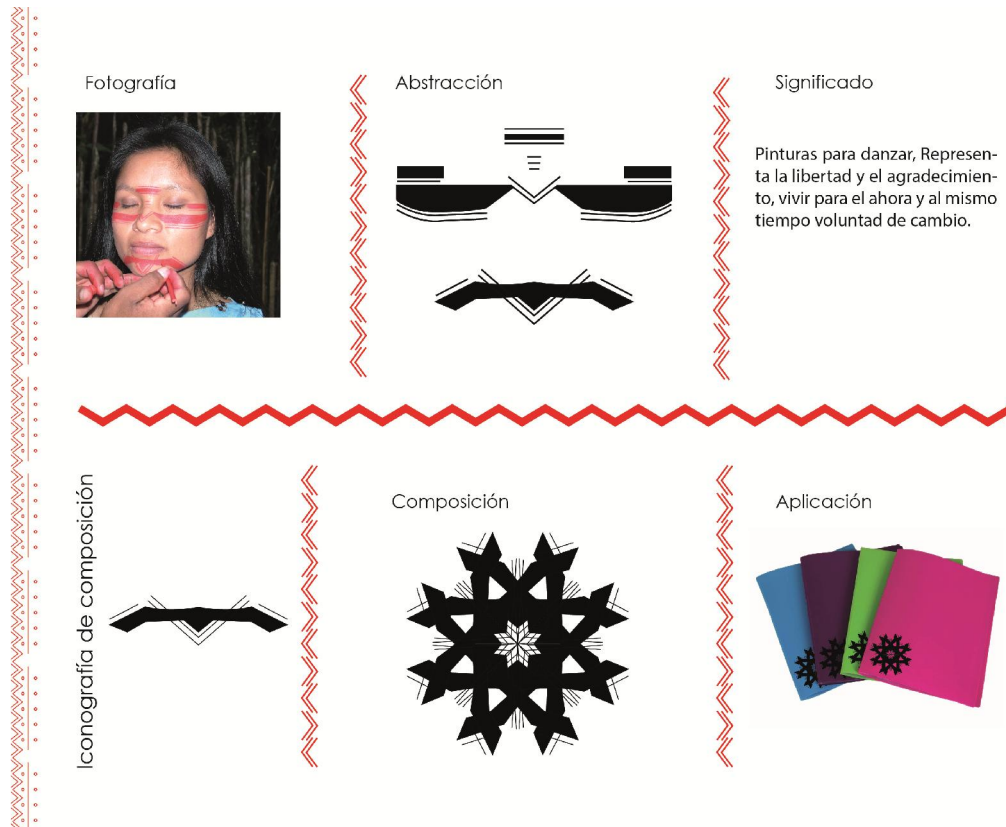 Fotografía
Abstracción
Significado
Pinturas para danzar, Represen-
ta la libertad y el agradecimien-
to, vivir para el ahora y al mismo
tiempo voluntad de cambio.
Iconografía de composición
Composición
Aplicación